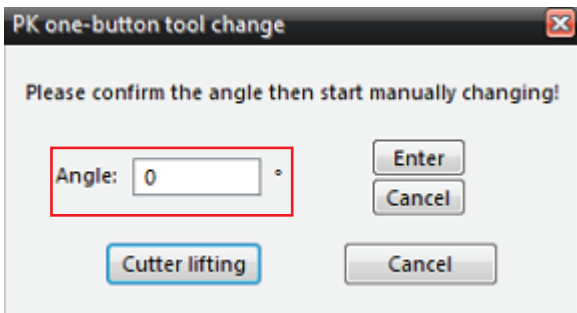 PK one-button tool change
Please confirm the angle then start manually changing!
Angle: 0 °
Enter
Cancel
Cutter lifting
Cancel